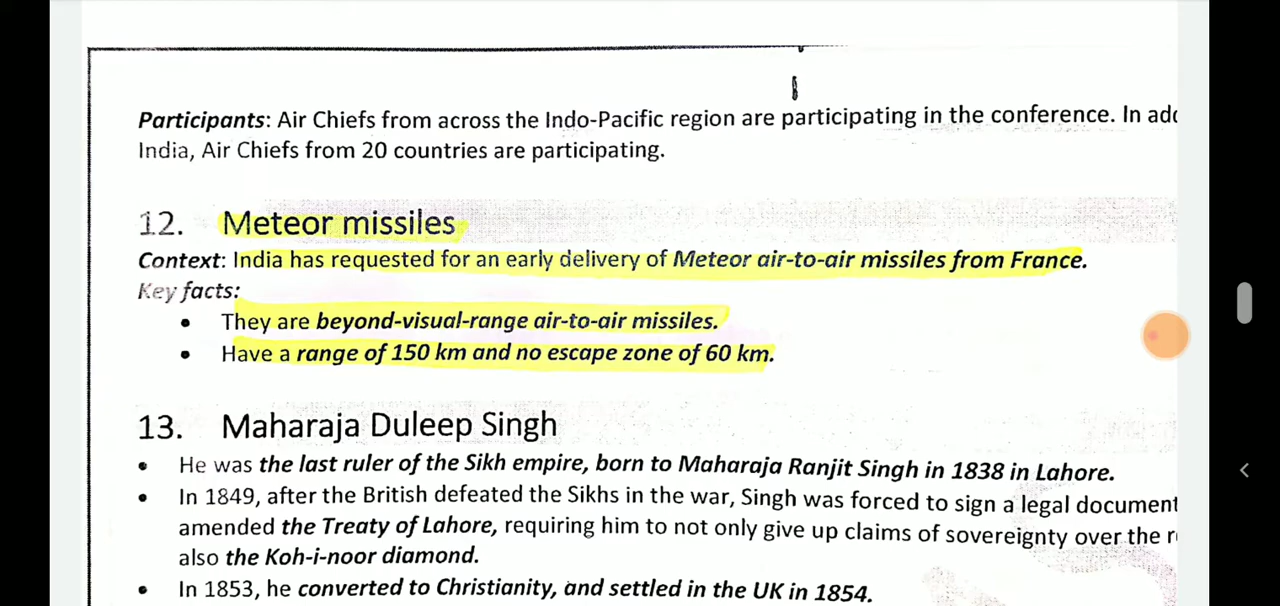 Participants: Air Chiefs from across the Indo-Pacific region are participating in the conference. In
India, Air Chiefs from 20 countries are participating.
12. Meteor missiles
Context: India has requested for an early delivery of Meteor air-to-air missiles from France.
Key facts:
• They are beyond-visual-range air-to-air missiles.
• Have a range of 150 km and no escape zone of 60 km.
13. Maharaja Duleep Singh
• He was the last ruler of the Sikh empire, born to Maharaja Ranjit Singh in 1838 in Lahore.
• In 1849, after the British defeated the Sikhs in the war, Singh was forced to sign a legal document
amended the Treaty of Lahore, requiring him to not only give up claims of sovereignty over the
also the Koh-i-noor diamond.
• In 1853, he converted to Christianity, and settled in the UK in 1854.